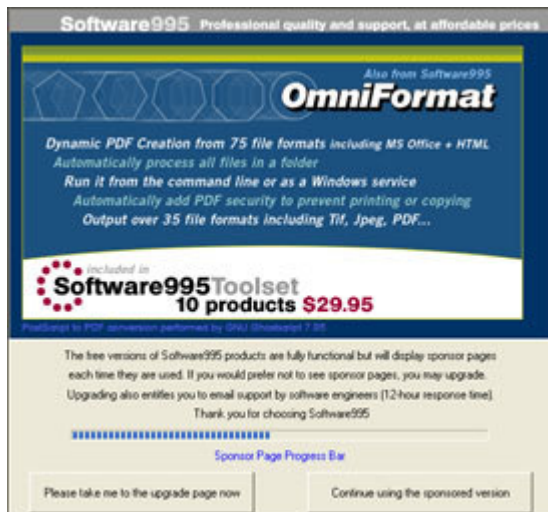 Software995 Professional quality and support, at affordable prices
Also from Software995
OmniFormat
Dynamic PDF Creation from 75 file formats including MS Office + HTML
Automatically process all files in a folder
Run it from the command line or as a Windows service
Automatically add PDF security to prevent printing or copying
Output over 35 file formats including Tif, Jpeg, PDF...
included in
Software995Toolset
10 products $29.95
PostScript to PDF conversion performed by GNU Ghostscript 7.05
The free versions of Software995 products are fully functional but will display sponsor pages
each time they are used. If you would prefer not to see sponsor pages, you may upgrade.
Upgrading also entitles you to email support by software engineers (12-hour response time).
Thank you for choosing Software995
Sponsor Page Progress Bar
Please take me to the upgrade page now
Continue using the sponsored version